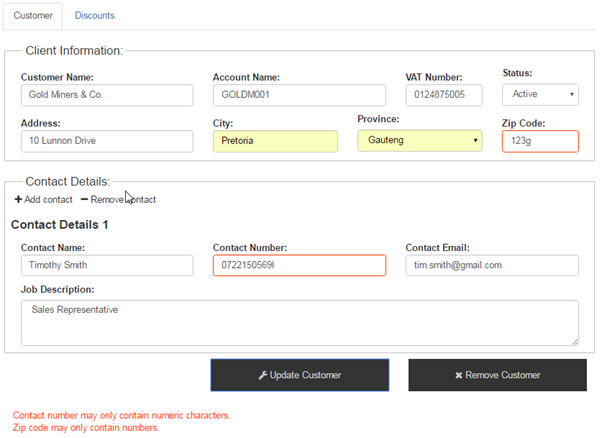 Customer Discounts
Client Information:
Customer Name: Account Name: VAT Number: Status:
Gold Miners & Co. GOLDM001 0124875005 Active
Address: City: Province: Zip Code:
10 Lunnon Drive Pretoria Gauteng 123g
Contact Details:
Add contact Remove contact
Contact Details 1
Contact Name: Contact Number: Contact Email:
Timothy Smith 0722150569l tim.smith@gmail.com
Job Description:
Sales Representative
Update Customer Remove Customer
Contact number may only contain numeric characters.
Zip code may only contain numbers.